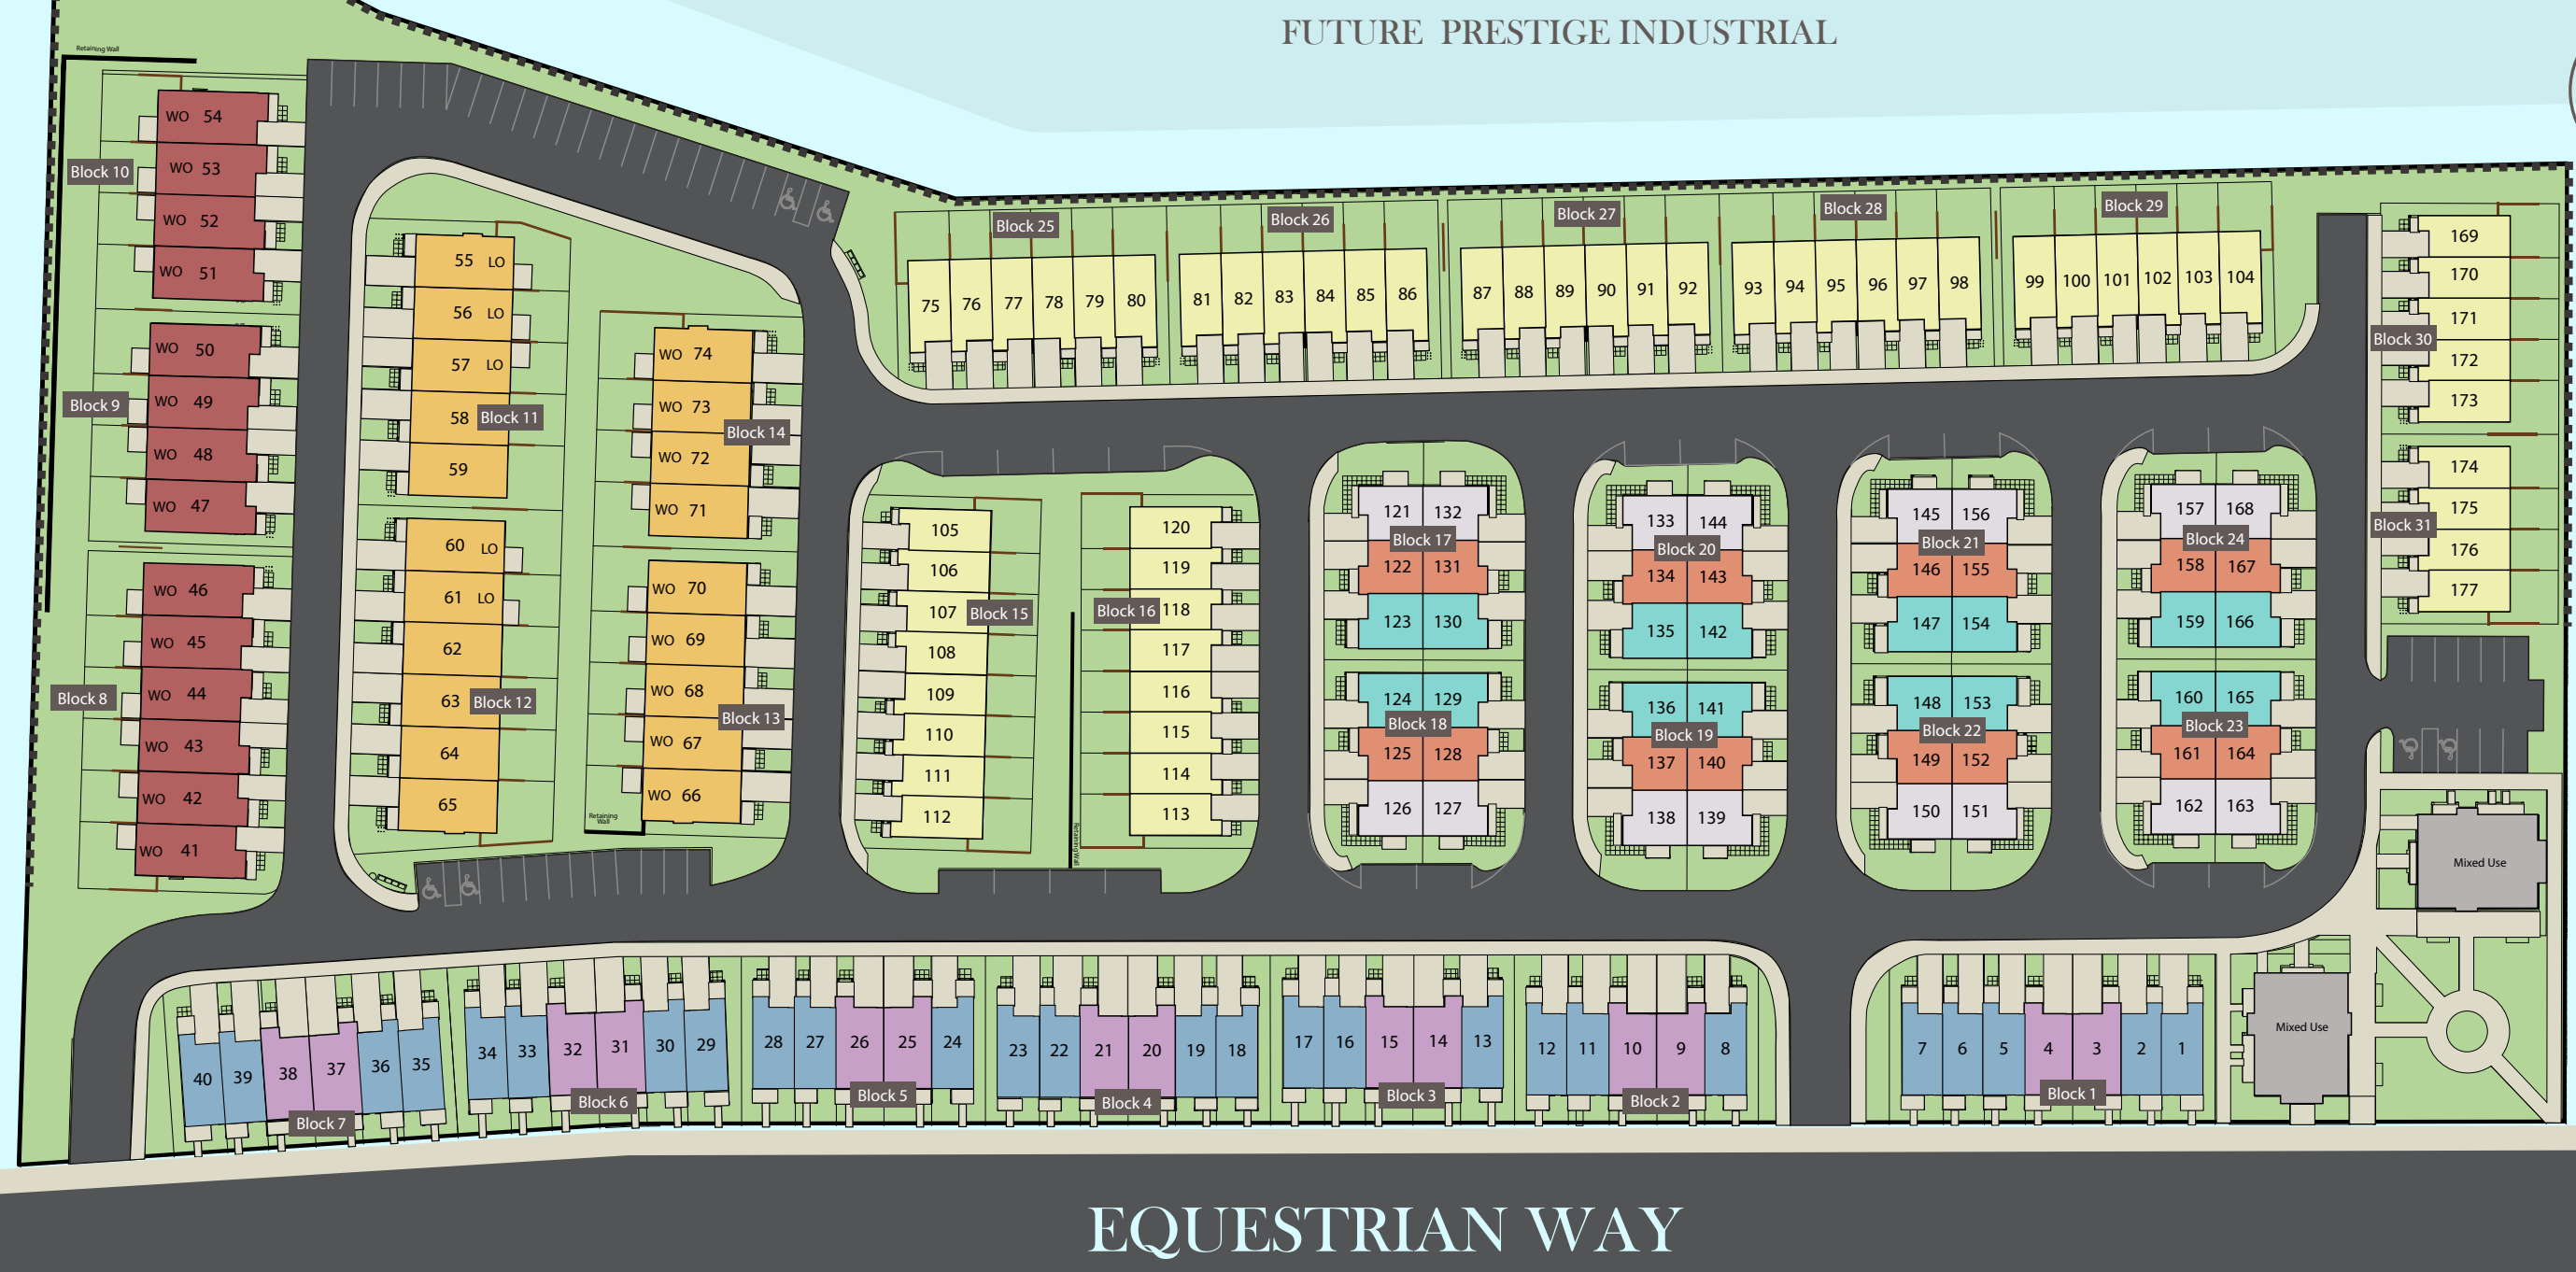 FUTURE PRESTIGE INDUSTRIAL
Retaining Wall
WO 54
WO 53
Block 10
WO 52
WO 51
WO 50
WO 49
Block 9
WO 48
WO 47
WO 46
WO 45
WO 44
Block 8
WO 43
WO 42
WO 41
55 LO
56 LO
57 LO
58
Block 11
59
60 LO
61 LO
62
63
Block 12
64
65
WO 74
WO 73
Block 14
WO 72
WO 71
WO 70
WO 69
WO 68
Block 13
WO 67
WO 66
Retaining
Wall
Block 25
75 76 77 78 79 80
Block 26
81 82 83 84 85 86
Block 27
87 88 89 90 91 92
Block 28
93 94 95 96 97 98
Block 29
99 100 101 102 103 104
169
170
171
Block 30
172
173
174
175
Block 31
176
177
105
106
107
Block 15
108
109
110
111
112
120
119
Block 16
118
117
116
115
114
113
Retaining Wall
121 132
Block 17
122 131
123 130
124 129
Block 18
125 128
126 127
133 144
Block 20
134 143
135 142
136 141
Block 19
137 140
138 139
145 156
Block 21
146 155
147 154
148 153
Block 22
149 152
150 151
157 168
Block 24
158 167
159 166
160 165
Block 23
161 164
162 163
Mixed Use
Mixed Use
40 39 38 37 36 35
Block 7
34 33 32 31 30 29
Block 6
28 27 26 25 24
Block 5
23 22 21 20 19 18
Block 4
17 16 15 14 13
Block 3
12 11 10 9 8
Block 2
7 6 5 4 3 2 1
Block 1
EQUESTRIAN WAY